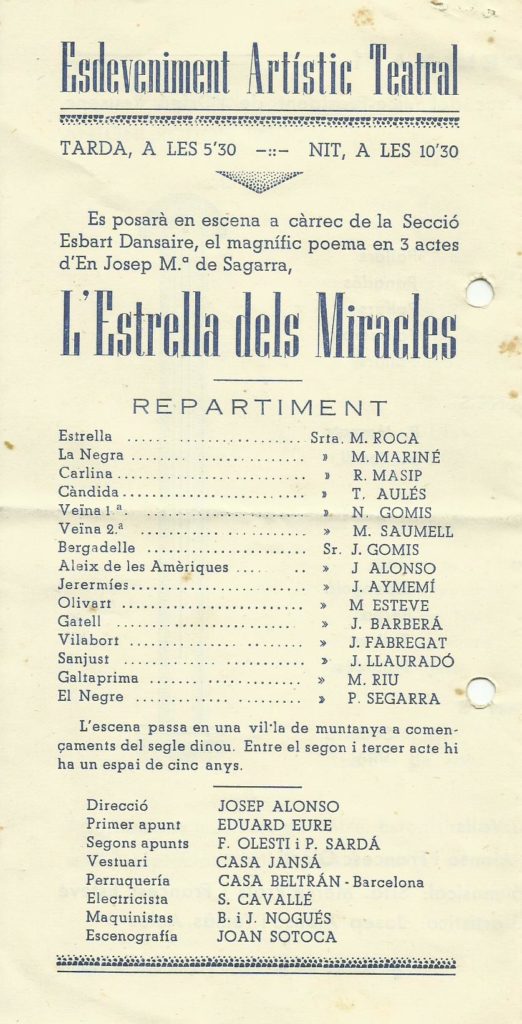 Esdeveniment Artístic Teatral
TARDA, A LES 5'30 -::- NIT, A LES 10'30
Es posarà en escena a càrrec de la Secció
Esbart Dansaire, el magnífic poema en 3 actes
d'En Josep M.ª de Sagarra,
L'Estrella dels Miracles
REPARTIMENT
Estrella .................... Srta. M. ROCA
La Negra .................... » M. MARINÉ
Carlina .................... » R. MASIP
Càndida .................... » T. AULÉS
Veïna 1.ª .................... » N. GOMIS
Veïna 2.ª .................... » M. SAUMELL
Bergadelle .................... Sr. J. GOMIS
Aleix de les Amèriques .......... » J ALONSO
Jerermíes .................... » J. AYMEMÍ
Olivart .................... » M ESTEVE
Gatell .................... » J. BARBERÁ
Vilabort .................... » J. FABREGAT
Sanjust .................... » J. LLAURADÓ
Galtaprima .................... » M. RIU
El Negre .................... » P. SEGARRA
L'escena passa en una vil·la de muntanya a comen-
çaments del segle dinou. Entre el segon i tercer acte hi
ha un espai de cinc anys.
Direcció JOSEP ALONSO
Primer apunt EDUARD EURE
Segons apunts F. OLESTI i P. SARDÁ
Vestuari CASA JANSÁ
Perruquería CASA BELTRÁN - Barcelona
Electricista S. CAVALLÉ
Maquinistas B. i J. NOGUÉS
Escenografía JOAN SOTOCA